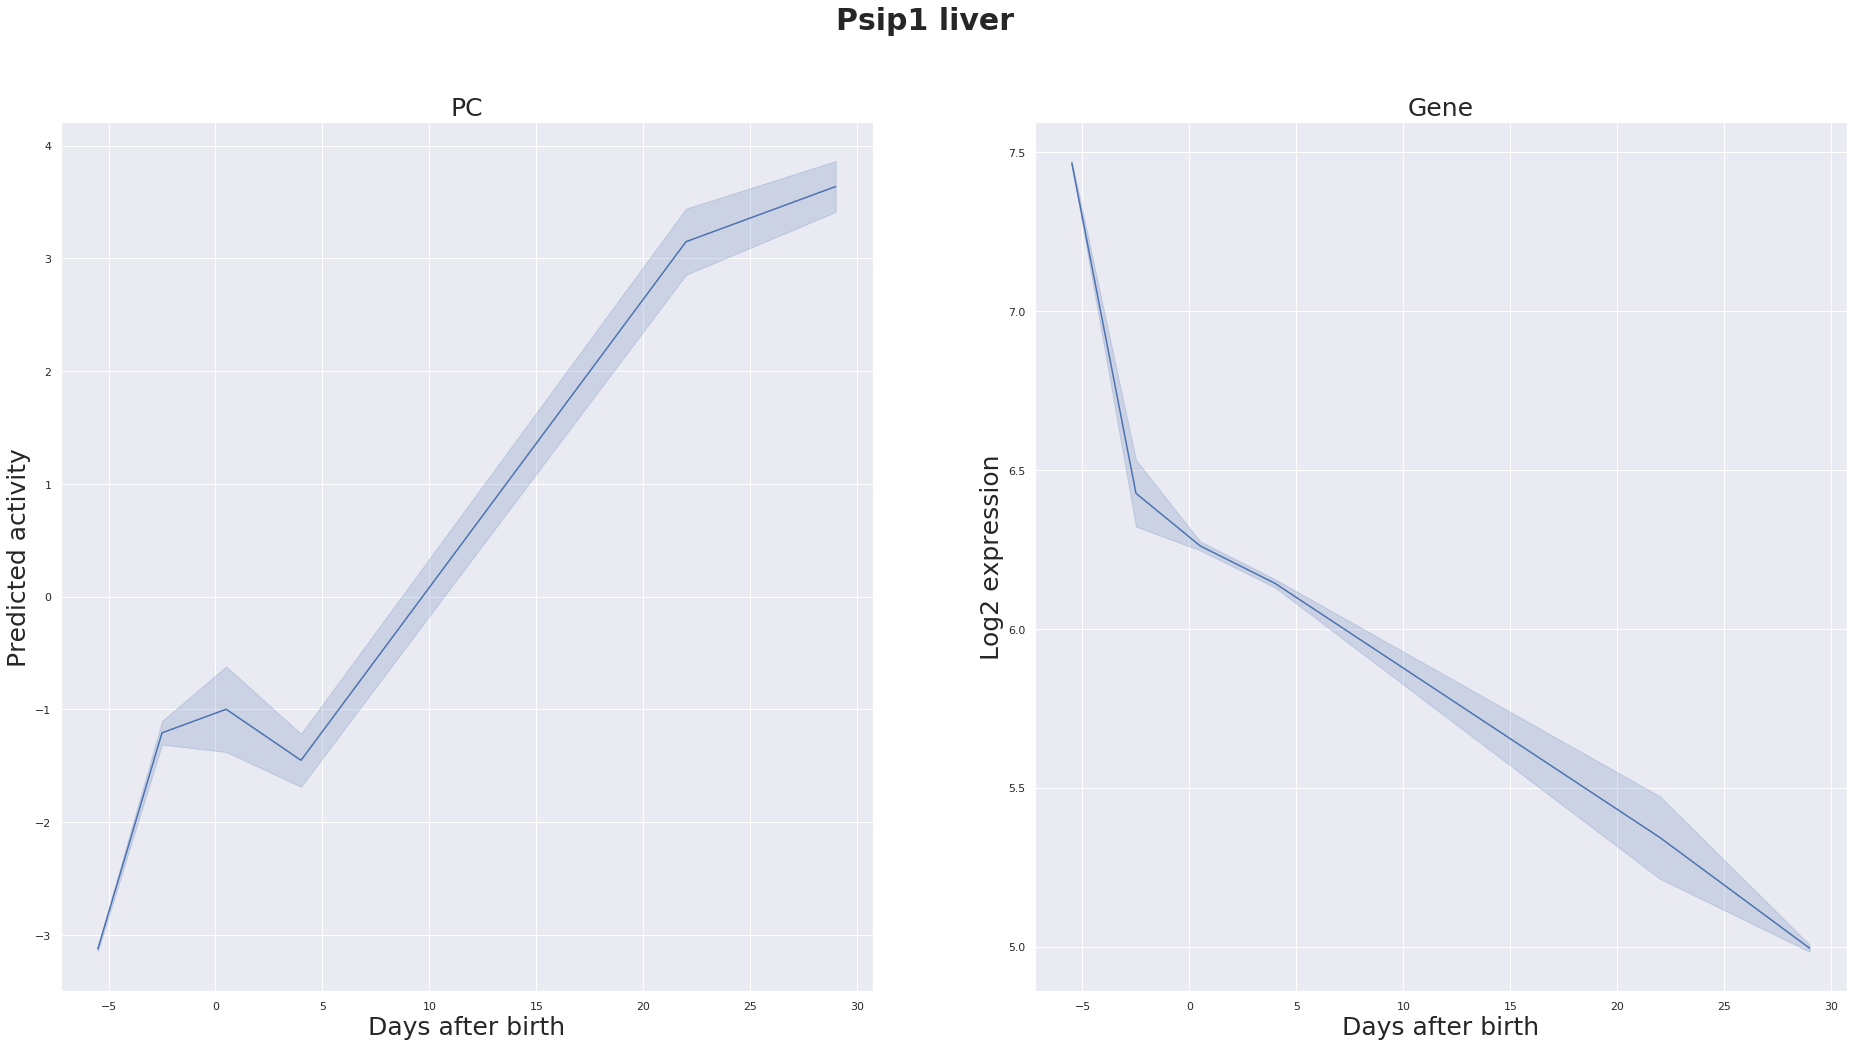 Psip1 liver
PC
Predicted activity
4
3
2
1
0
−1
−2
−3
−5 0 5 10 15 20 25 30
Days after birth
Gene
Log2 expression
7.5
7.0
6.5
6.0
5.5
5.0
−5 0 5 10 15 20 25 30
Days after birth